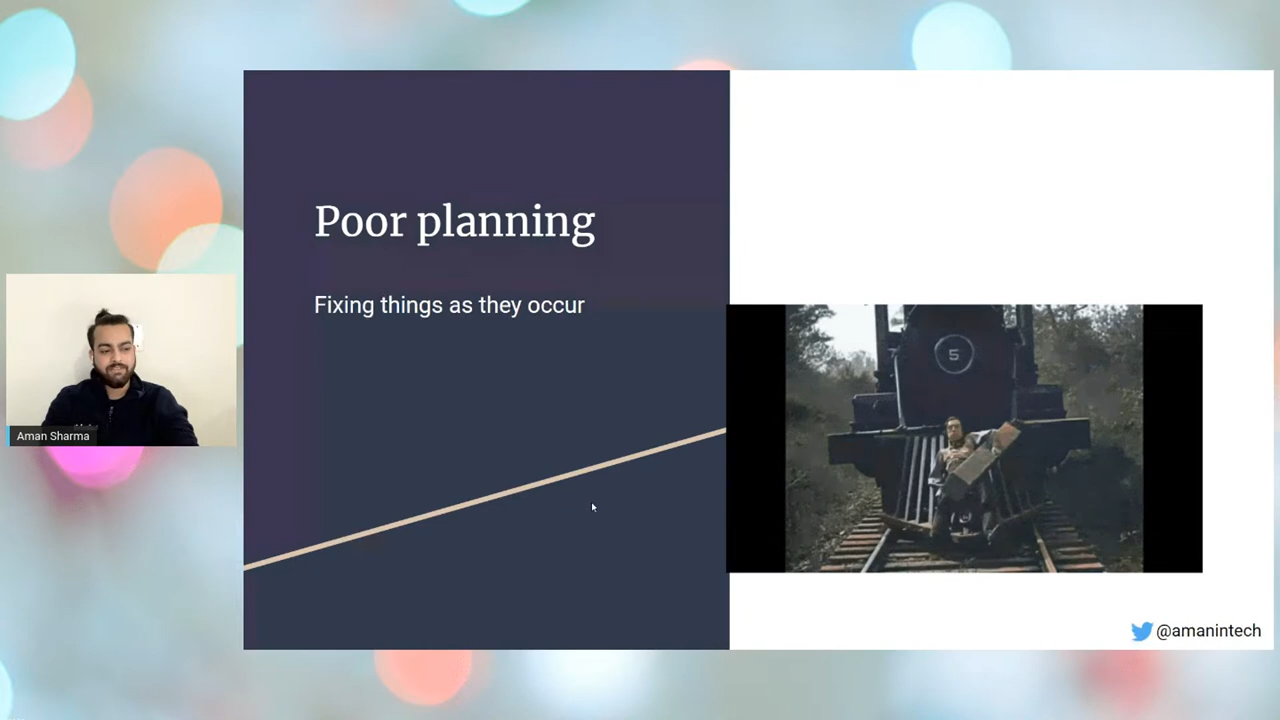 Poor planning
Fixing things as they occur
5
Aman Sharma
@amanintech